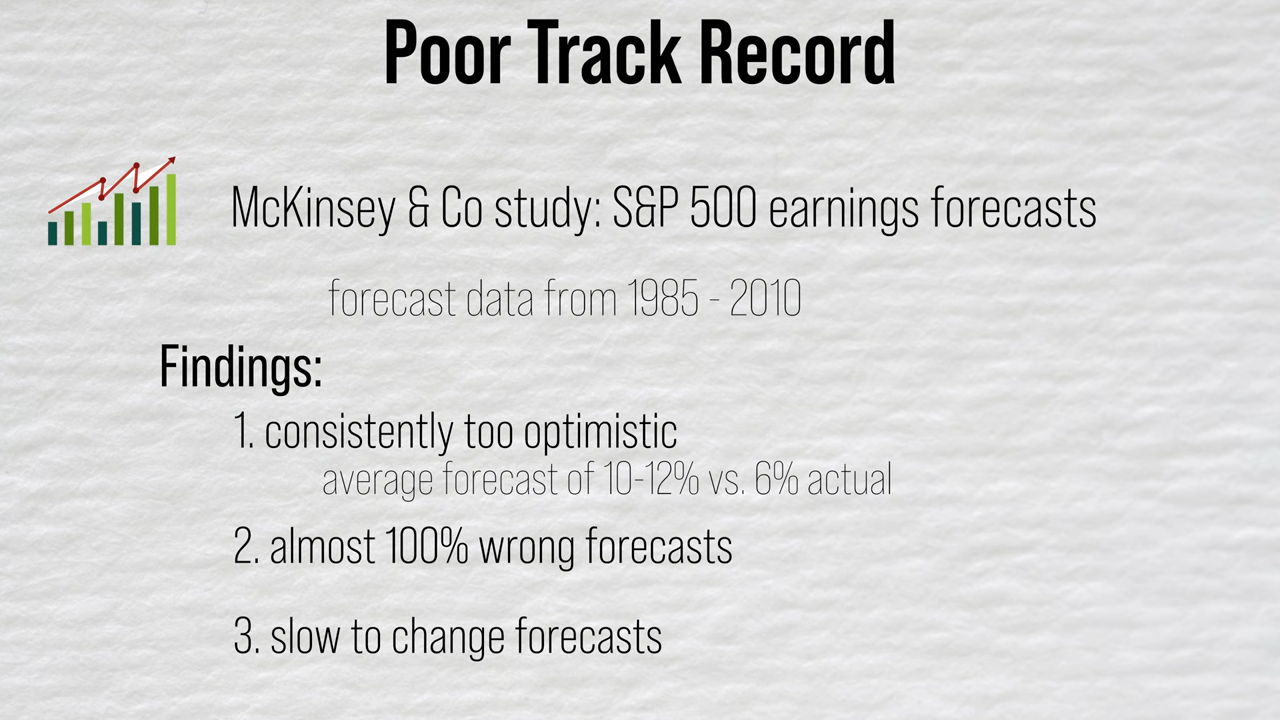 Poor Track Record
McKinsey & Co study: S&P 500 earnings forecasts
forecast data from 1985 - 2010
Findings:
1. consistently too optimistic
average forecast of 10-12% vs. 6% actual
2. almost 100% wrong forecasts
3. slow to change forecasts